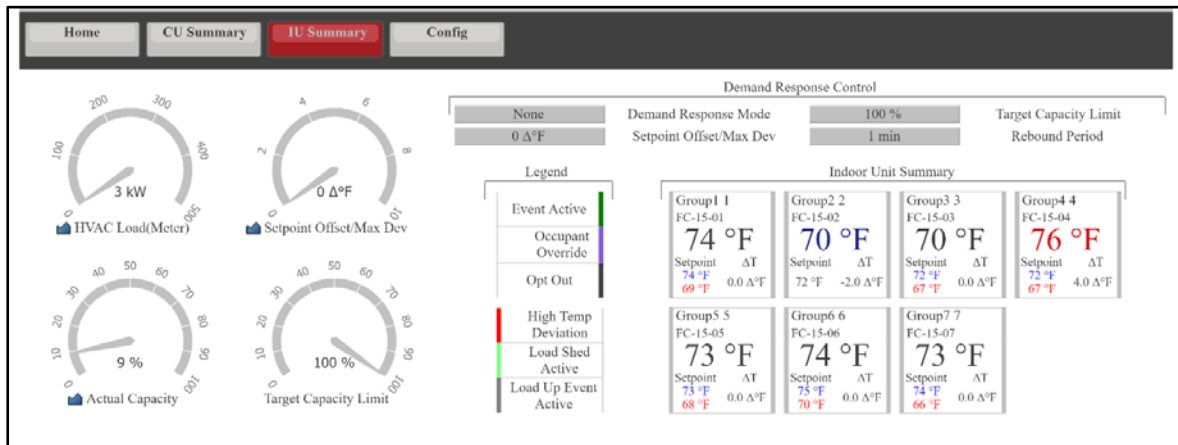 Home
CU Summary
IU Summary
Config
200
300
100
400
0
500
3 kW
HVAC Load(Meter)
4
6
2
8
0
10
0 Δ°F
Setpoint Offset/Max Dev
50
40
60
30
70
20
80
10
90
0
100
9 %
Actual Capacity
50
40
60
30
70
20
80
10
90
0
100
100 %
Target Capacity Limit
Demand Response Control
None
Demand Response Mode
100 %
Target Capacity Limit
0 Δ°F
Setpoint Offset/Max Dev
1 min
Rebound Period
Legend
Event Active
Occupant
Override
Opt Out
High Temp
Deviation
Load Shed
Active
Load Up Event
Active
Indoor Unit Summary
Group1 1
FC-15-01
74 °F
Setpoint ΔT
74 °F
69 °F
0.0 Δ°F
Group2 2
FC-15-02
70 °F
Setpoint ΔT
72 °F -2.0 Δ°F
Group3 3
FC-15-03
70 °F
Setpoint ΔT
72 °F
67 °F
0.0 Δ°F
Group4 4
FC-15-04
76 °F
Setpoint ΔT
72 °F
67 °F
4.0 Δ°F
Group5 5
FC-15-05
73 °F
Setpoint ΔT
73 °F
68 °F
0.0 Δ°F
Group6 6
FC-15-06
74 °F
Setpoint ΔT
75 °F
70 °F
0.0 Δ°F
Group7 7
FC-15-07
73 °F
Setpoint ΔT
74 °F
66 °F
0.0 Δ°F